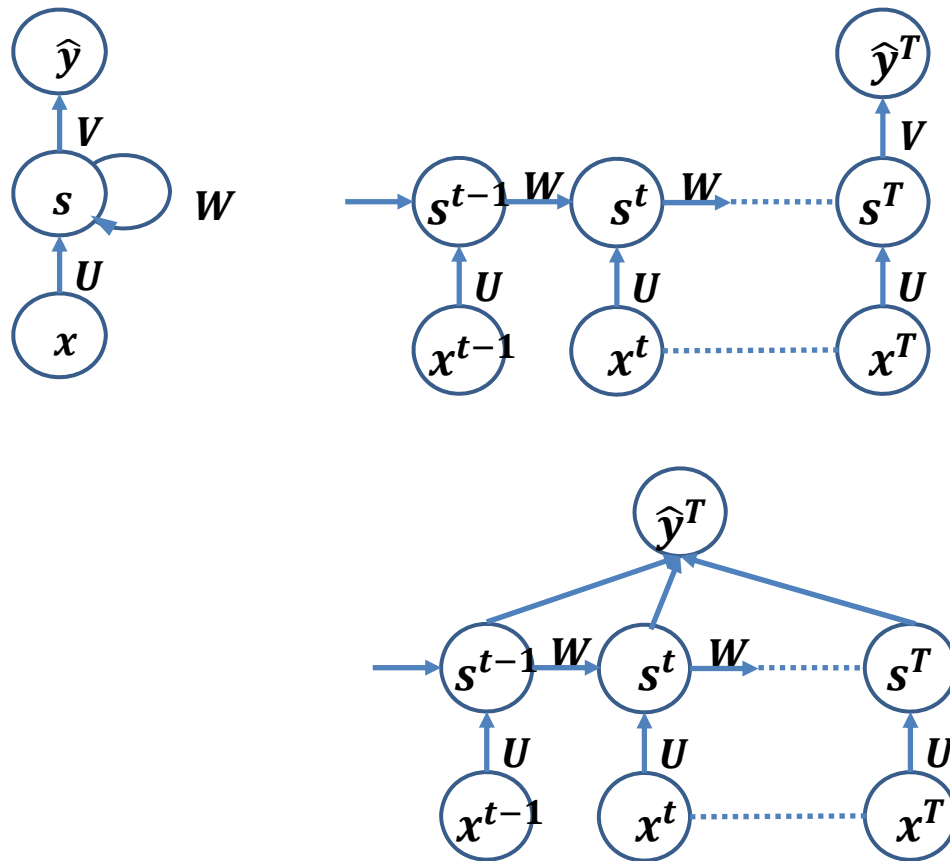 ŷ
V
s
W
U
x
ŷ^T
V
s^{t-1} W s^t W s^T
U U U
x^{t-1} x^t x^T
ŷ^T
s^{t-1} W s^t W s^T
U U U
x^{t-1} x^t x^T